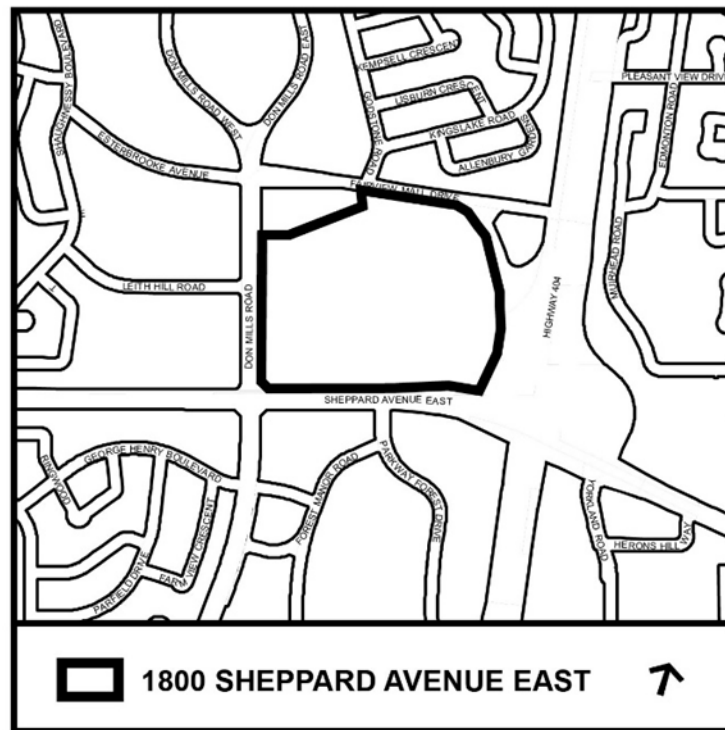 KEMPSELL CRESCENT
SHAUGHNESSY BOULEVARD
DON MILLS ROAD WEST
DON MILLS ROAD EAST
PLEASANT VIEW DRIVE
LISBURN CRESCENT
GODSTONE ROAD
KINGSLAKE ROAD
EDMONTON ROAD
ESTERBROOKE AVENUE
ALLENBURY GARDENS
FAIRVIEW MALL DRIVE
MUIRHEAD ROAD
LEITH HILL ROAD
DON MILLS ROAD
HIGHWAY 404
SHEPPARD AVENUE EAST
GEORGE HENRY BOULEVARD
RINGWOOD
FOREST MANOR ROAD
PARKWAY FOREST DRIVE
FARM VIEW CRESCENT
PARFIELD DRIVE
YORKLAND ROAD
HERONS HILL WAY
1800 SHEPPARD AVENUE EAST